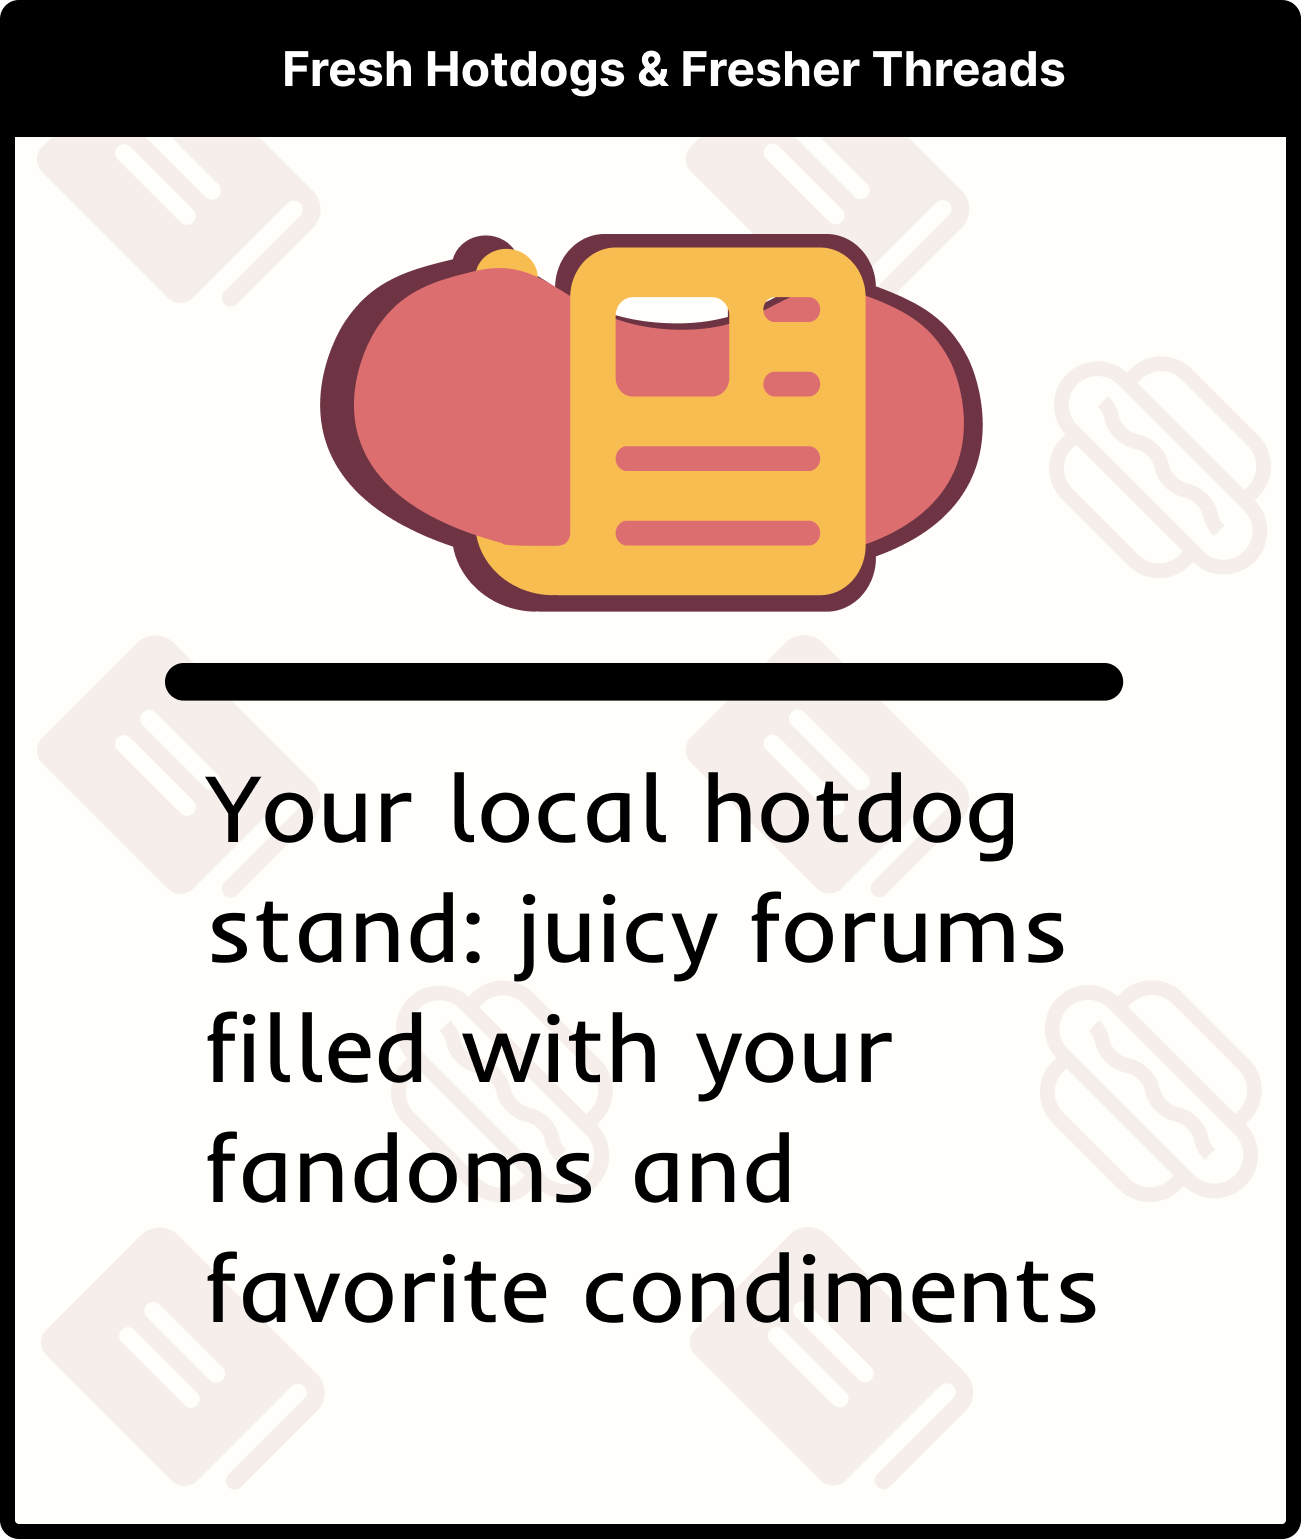 Fresh Hotdogs & Fresher Threads
Your local hotdog
stand: juicy forums
filled with your
fandoms and
favorite condiments